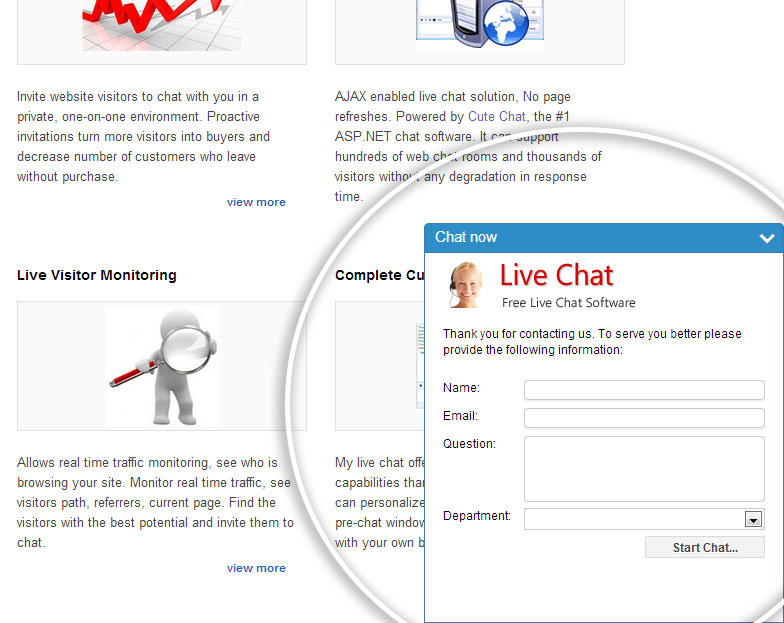 Invite website visitors to chat with you in a
private, one-on-one environment. Proactive
invitations turn more visitors into buyers and
decrease number of customers who leave
without purchase.
view more
AJAX enabled live chat solution, No page
refreshes. Powered by Cute Chat, the #1
ASP.NET chat software. It can support
hundreds of web chat rooms and thousands of
visitors without any degradation in response
time.
Live Visitor Monitoring
Allows real time traffic monitoring, see who is
browsing your site. Monitor real time traffic, see
visitors path, referrers, current page. Find the
visitors with the best potential and invite them to
chat.
view more
Complete Cu
My live chat offe
capabilities than
can personalize
pre-chat window
with your own b
Chat now
Live Chat
Free Live Chat Software
Thank you for contacting us. To serve you better please
provide the following information:
Name:
Email:
Question:
Department:
Start Chat...